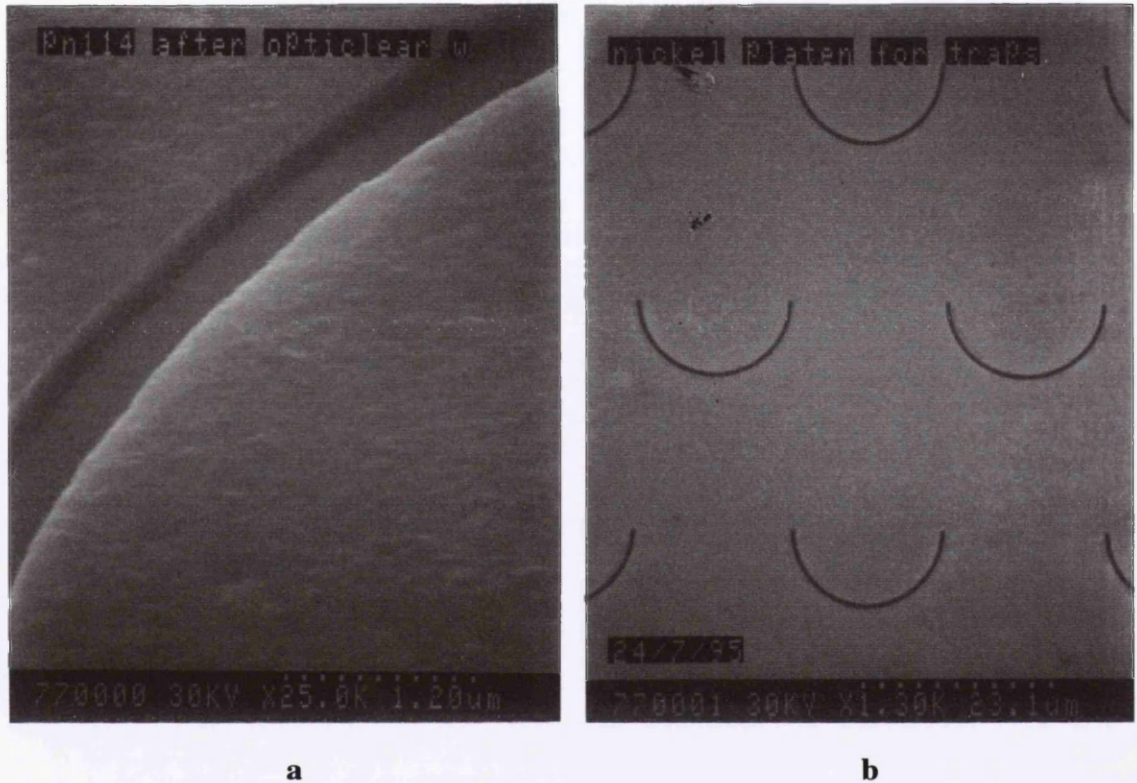 pn114 after opticlear w
770000 30KV X25.0K 1.20um
nickel platen for traps
24/7/95
770001 30KV X1.30K 23.1um
a
b